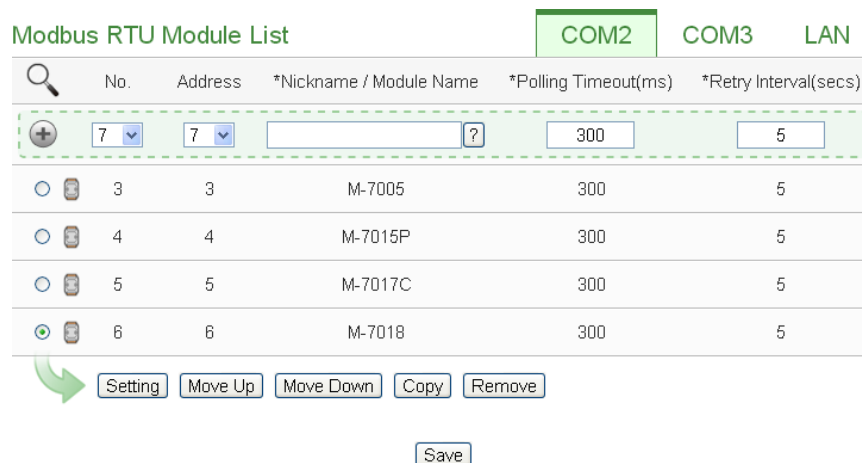 Modbus RTU Module List COM2 COM3 LAN
No. Address *Nickname / Module Name *Polling Timeout(ms) *Retry Interval(secs)
7 7 ? 300 5
3 3 M-7005 300 5
4 4 M-7015P 300 5
5 5 M-7017C 300 5
6 6 M-7018 300 5
Setting Move Up Move Down Copy Remove
Save